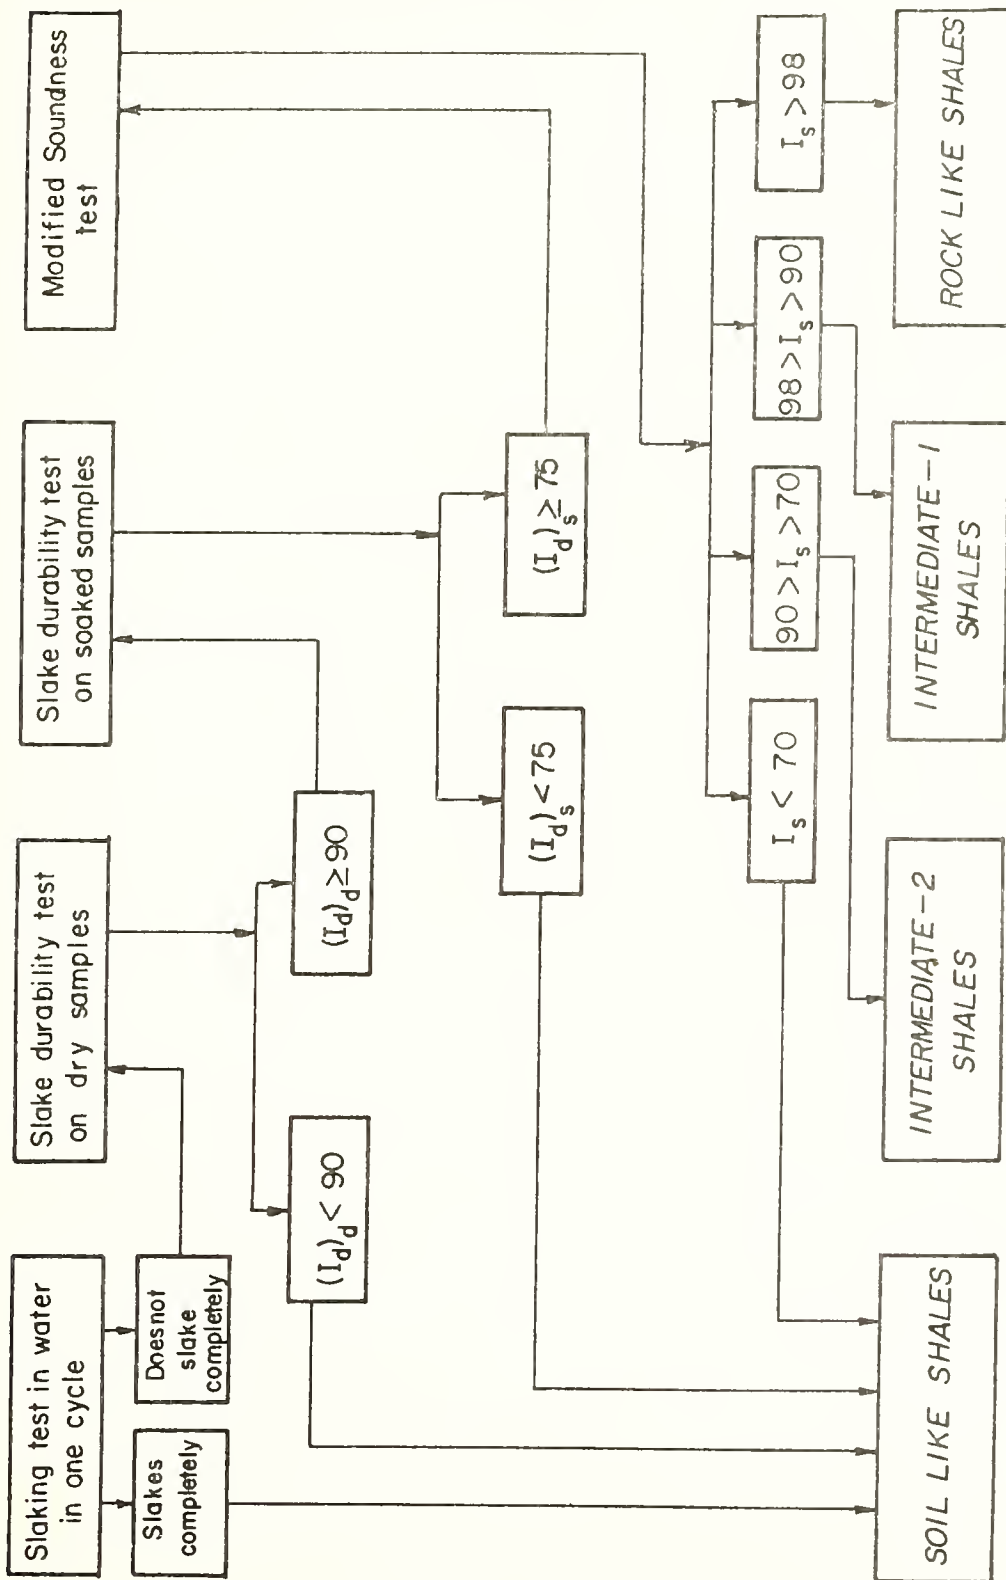 Slaking test in water
in one cycle
Slake durability test
on dry samples
Slake durability test
on soaked samples
Modified Soundness
test
Slakes
completely
Doesnot
slake
completely
(I_d)_d < 90
(I_d)_d ≥ 90
(I_d)_s < 75
(I_d)_s ≥ 75
I_s < 70
90 > I_s > 70
98 > I_s > 90
I_s > 98
SOIL LIKE SHALES
INTERMEDIATE-2
SHALES
INTERMEDIATE-1
SHALES
ROCK LIKE SHALES